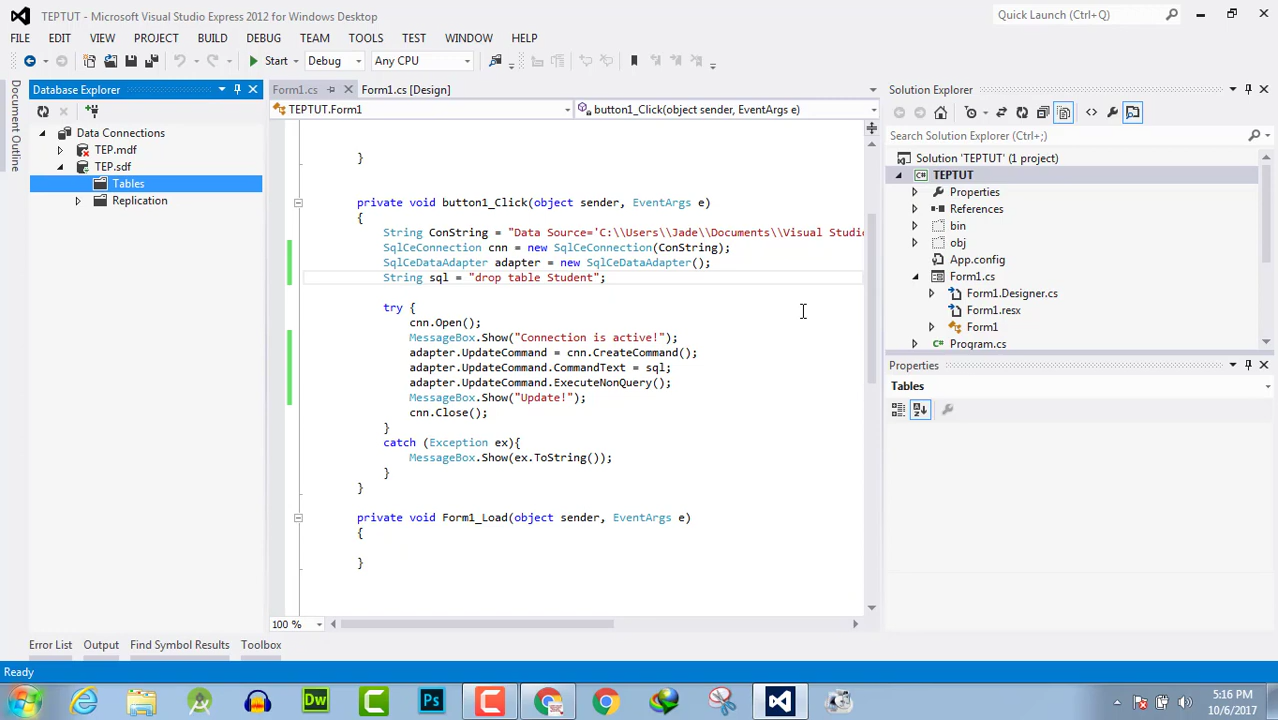 TEPTUT - Microsoft Visual Studio Express 2012 for Windows Desktop
Quick Launch (Ctrl+Q)
FILE EDIT VIEW PROJECT BUILD DEBUG TEAM TOOLS TEST WINDOW HELP
Start Debug Any CPU
Document Outline
Database Explorer
Data Connections
TEP.mdf
TEP.sdf
Tables
Replication
Form1.cs Form1.cs [Design]
TEPTUT.Form1 button1_Click(object sender, EventArgs e)
}
private void button1_Click(object sender, EventArgs e)
{
String ConString = "Data Source='C:\\Users\\Jade\\Documents\\Visual Studio
SqlCeConnection cnn = new SqlCeConnection(ConString);
SqlCeDataAdapter adapter = new SqlCeDataAdapter();
String sql = "drop table Student";
try {
cnn.Open();
MessageBox.Show("Connection is active!");
adapter.UpdateCommand = cnn.CreateCommand();
adapter.UpdateCommand.CommandText = sql;
adapter.UpdateCommand.ExecuteNonQuery();
MessageBox.Show("Update!");
cnn.Close();
}
catch (Exception ex){
MessageBox.Show(ex.ToString());
}
}
private void Form1_Load(object sender, EventArgs e)
{
}
100 %
Solution Explorer
Search Solution Explorer (Ctrl+;)
Solution 'TEPTUT' (1 project)
TEPTUT
Properties
References
bin
obj
App.config
Form1.cs
Form1.Designer.cs
Form1.resx
Form1
Program.cs
Properties
Tables
Error List Output Find Symbol Results Toolbox
Ready
Dw
Ps
5:16 PM
10/6/2017